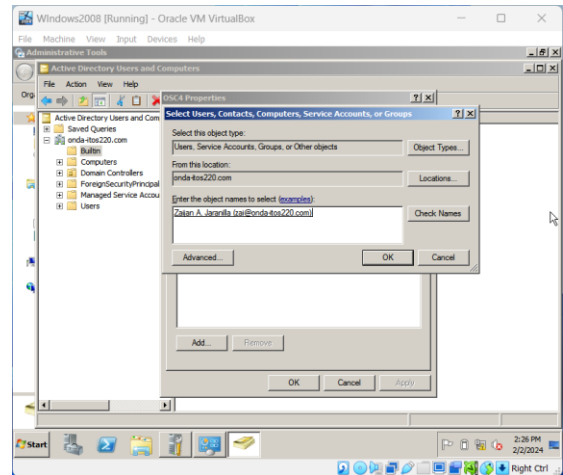 Windows2008 [Running] - Oracle VM VirtualBox
File Machine View Input Devices Help
Administrative Tools
Active Directory Users and Computers
File Action View Help
Org
OSC4 Properties
Select Users, Contacts, Computers, Service Accounts, or Groups
Active Directory Users and Com
Saved Queries
onda-itos220.com
Builtin
Computers
Domain Controllers
ForeignSecurityPrincipal
Managed Service Accou
Users
Select this object type:
Users, Service Accounts, Groups, or Other objects
Object Types...
From this location:
onda-itos220.com
Locations...
Enter the object names to select (examples):
Zaijan A. Jaranilla (zai@onda-itos220.com)
Check Names
Advanced...
OK
Cancel
Add...
Remove
OK
Cancel
Apply
Start
2:26 PM
2/2/2024
Right Ctrl